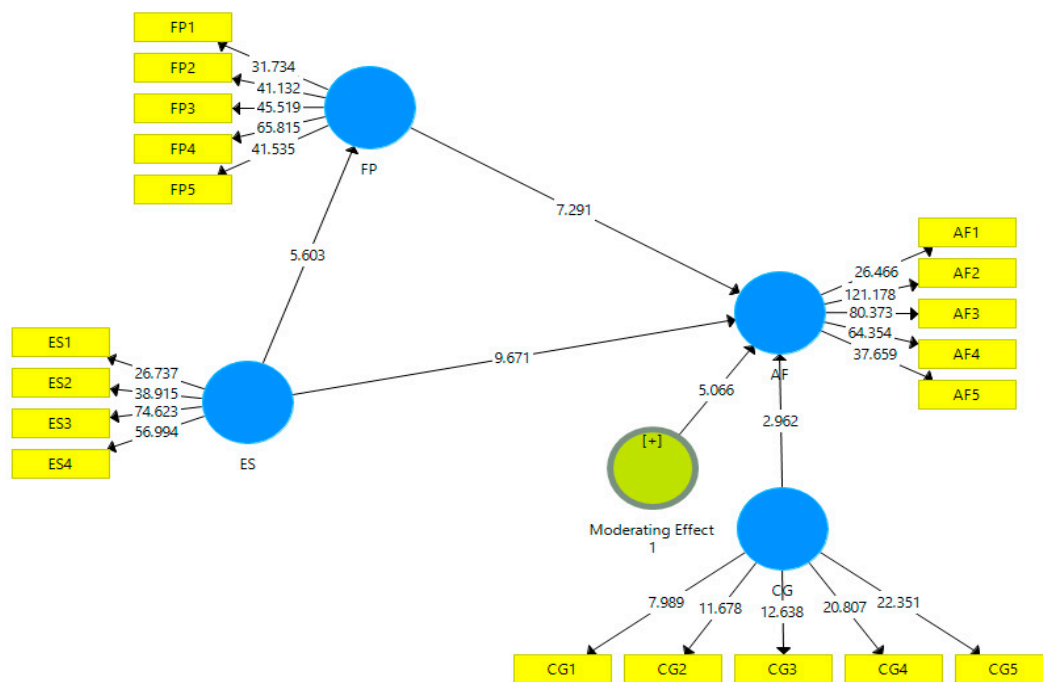 FP1
FP2
FP3
FP4
FP5
31.734
41.132
45.519
65.815
41.535
FP
7.291
5.603
AF1
AF2
AF3
AF4
AF5
26.466
121.178
80.373
64.354
37.659
AF
9.671
ES1
ES2
ES3
ES4
26.737
38.915
74.623
56.994
ES
5.066
2.962
[+]
Moderating Effect
1
CG
7.989
11.678
12.638
20.807
22.351
CG1
CG2
CG3
CG4
CG5